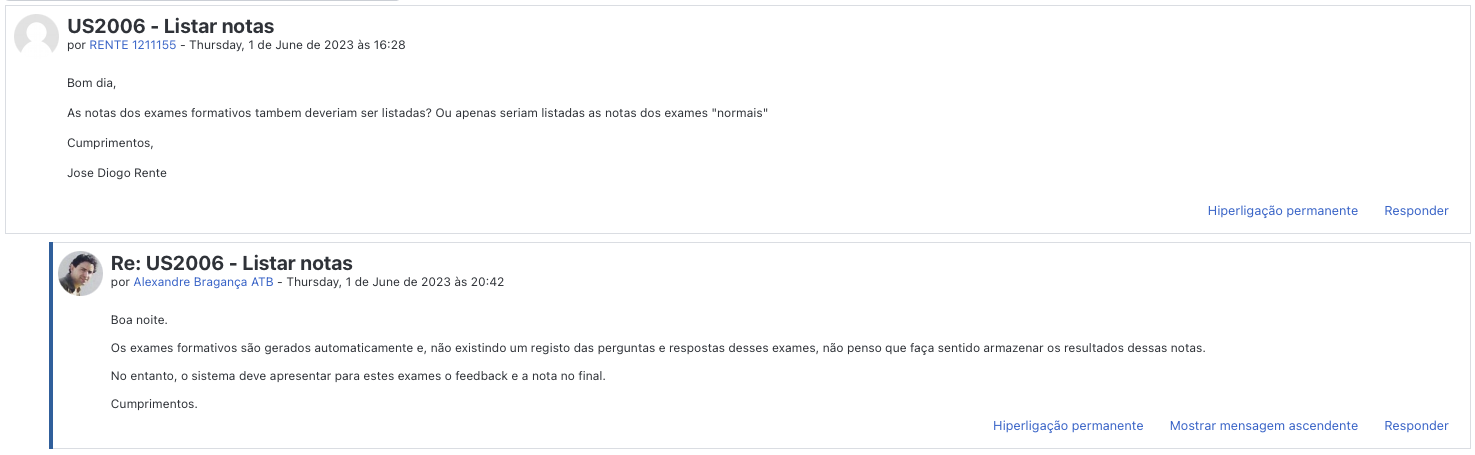 US2006 - Listar notas
por RENTE 1211155 - Thursday, 1 de June de 2023 às 16:28
Bom dia,
As notas dos exames formativos tambem deveriam ser listadas? Ou apenas seriam listadas as notas dos exames "normais"
Cumprimentos,
Jose Diogo Rente
Hiperligação permanente Responder
Re: US2006 - Listar notas
por Alexandre Bragança ATB - Thursday, 1 de June de 2023 às 20:42
Boa noite.
Os exames formativos são gerados automaticamente e, não existindo um registo das perguntas e respostas desses exames, não penso que faça sentido armazenar os resultados dessas notas.
No entanto, o sistema deve apresentar para estes exames o feedback e a nota no final.
Cumprimentos.
Hiperligação permanente Mostrar mensagem ascendente Responder